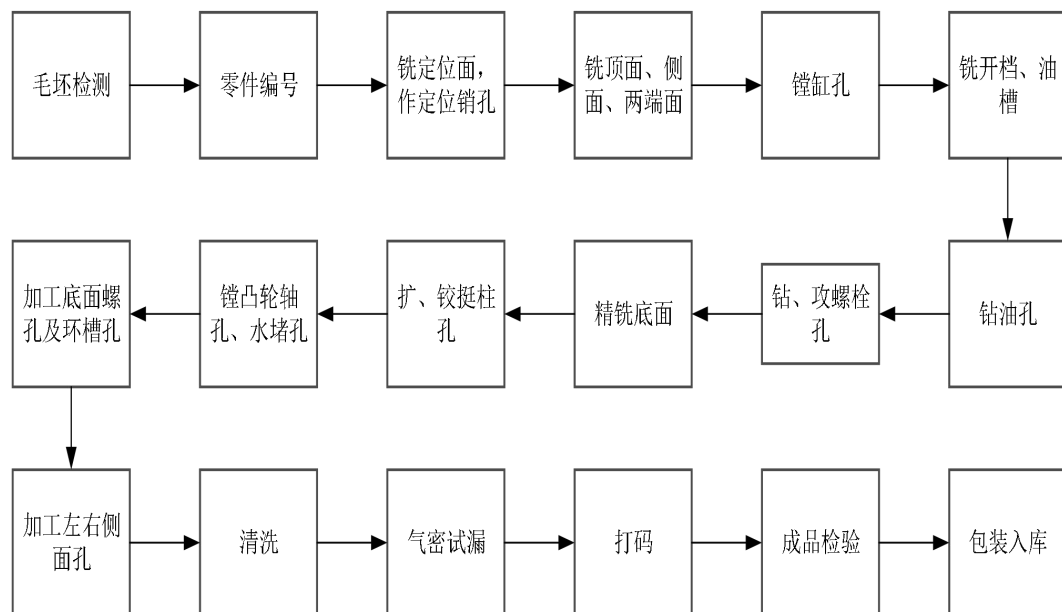 毛坯检测
零件编号
铣定位面，
作定位销孔
铣顶面、侧
面、两端面
镗缸孔
铣开档、油
槽
钻油孔
钻、攻螺栓
孔
精铣底面
扩、铰挺柱
孔
镗凸轮轴
孔、水堵孔
加工底面螺
孔及环槽孔
加工左右侧
面孔
清洗
气密试漏
打码
成品检验
包装入库